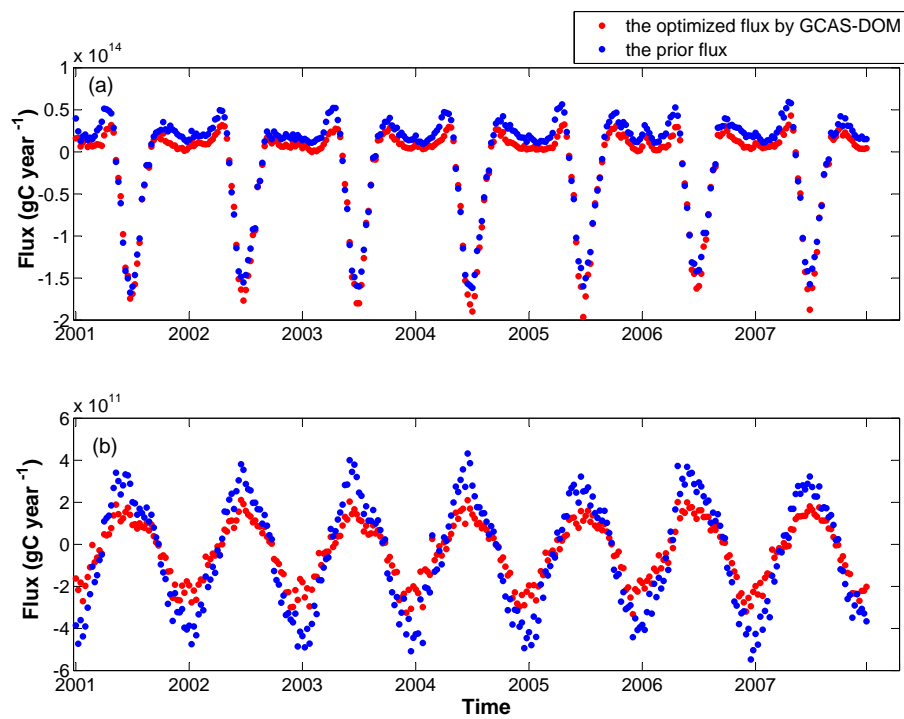 the optimized flux by GCAS-DOM
the prior flux
x 10^14
(a)
1
0.5
0
-0.5
-1
-1.5
-2
Flux (gC year -1)
2001 2002 2003 2004 2005 2006 2007
x 10^11
(b)
6
4
2
0
-2
-4
-6
Flux (gC year -1)
2001 2002 2003 2004 2005 2006 2007
Time